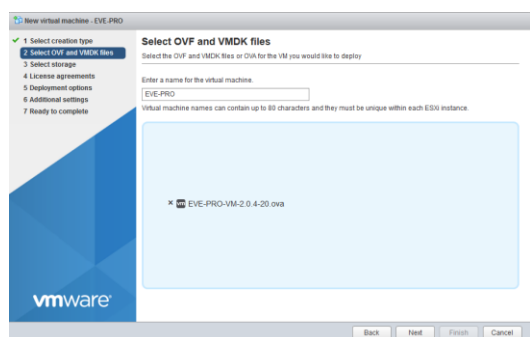 New virtual machine - EVE-PRO
1 Select creation type
2 Select OVF and VMDK files
3 Select storage
4 License agreements
5 Deployment options
6 Additional settings
7 Ready to complete
Select OVF and VMDK files
Select the OVF and VMDK files or OVA for the VM you would like to deploy
Enter a name for the virtual machine.
EVE-PRO
Virtual machine names can contain up to 80 characters and they must be unique within each ESXi instance.
× vm EVE-PRO-VM-2.0.4-20.ova
vmware®
Back Next Finish Cancel